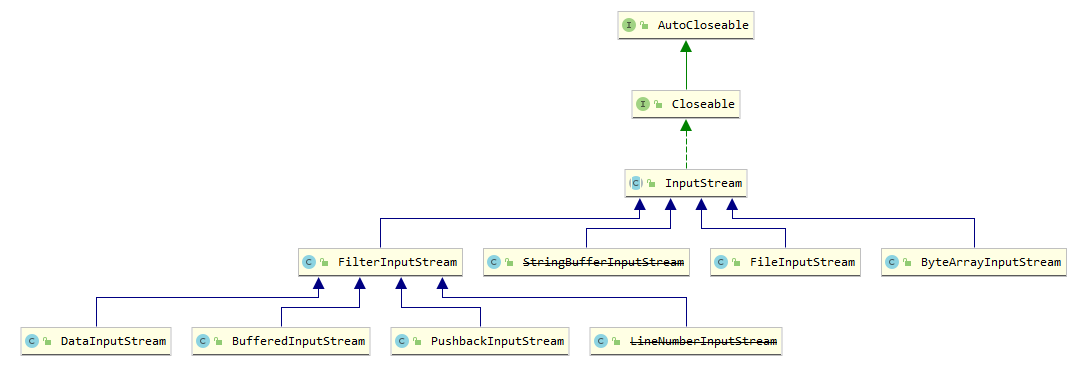 I AutoCloseable
I Closeable
C InputStream
C FilterInputStream
C StringBufferInputStream
C FileInputStream
C ByteArrayInputStream
C DataInputStream
C BufferedInputStream
C PushbackInputStream
C LineNumberInputStream